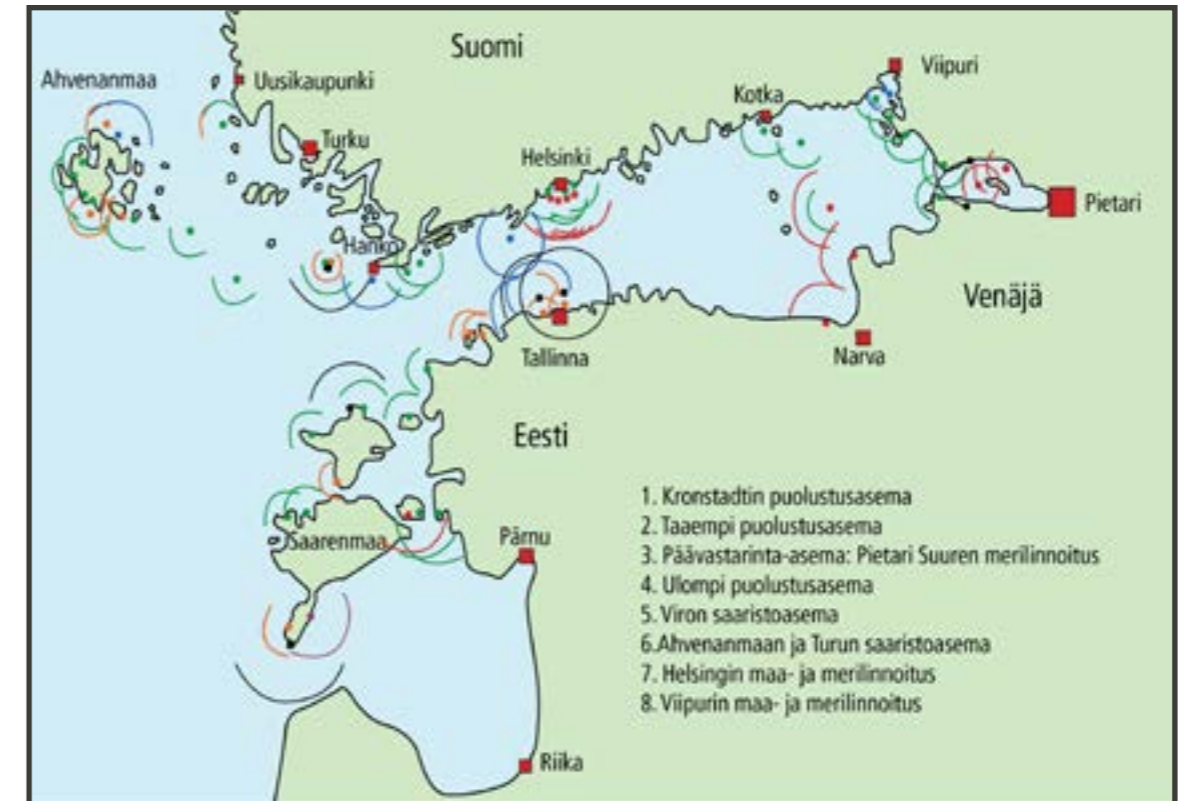 Suomi
Ahvenanmaa
Uusikaupunki
Viipuri
Kotka
Turku
Helsinki
Pietari
Hanko
Venäjä
Tallinna
Narva
Eesti
Saarenmaa
Pärnu
1. Kronstadtin puolustusasema
2. Taaempi puolustusasema
3. Päävastarinta-asema: Pietari Suuren merilinnoitus
4. Ulompi puolustusasema
5. Viron saaristoasema
6.Ahvenanmaan ja Turun saaristoasema
7. Helsingin maa- ja merilinnoitus
8. Viipurin maa- ja merilinnoitus
Riika